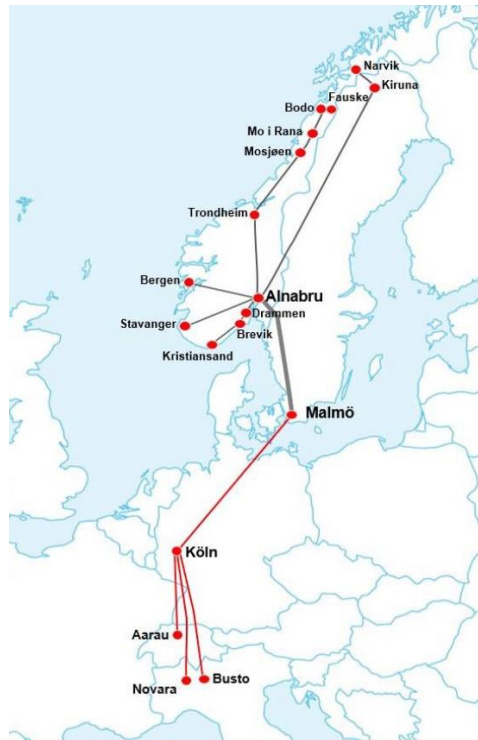 Narvik
Kiruna
Fauske
Bodo
Mo i Rana
Mosjøen
Trondheim
Bergen
Alnabru
Drammen
Stavanger
Brevik
Kristiansand
Malmö
Köln
Aarau
Novara
Busto